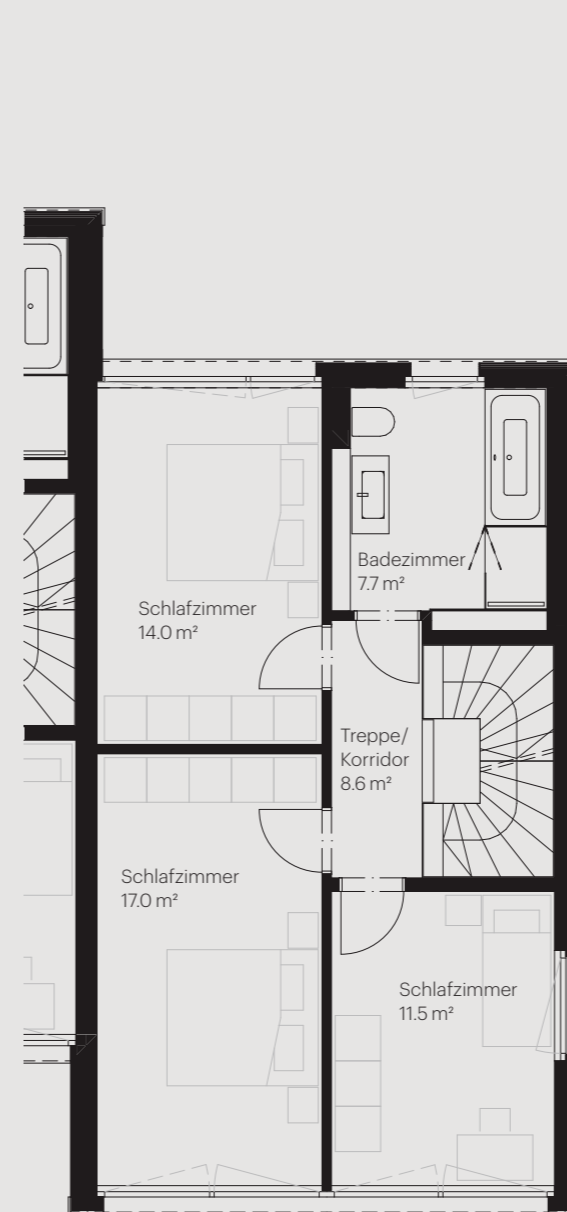 Badezimmer
7.7 m²
Schlafzimmer
14.0 m²
Treppe/
Korridor
8.6 m²
Schlafzimmer
17.0 m²
Schlafzimmer
11.5 m²